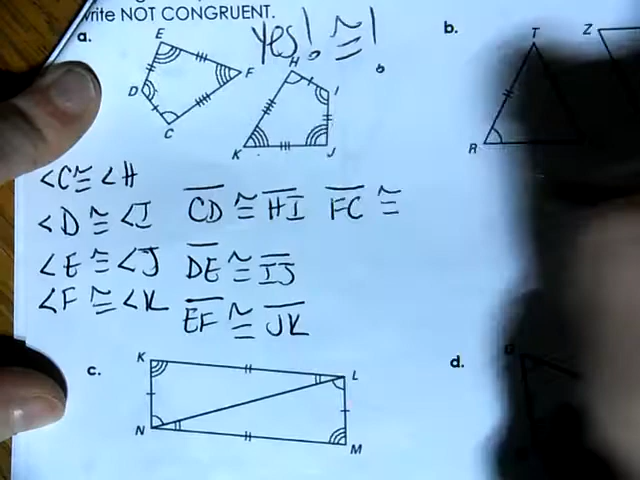 write NOT CONGRUENT.
a.
yes! ≅!
b.
E
F
D
C
H
I
K
J
T
Z
R
<C≅<H
<D≅<I  CD≅HI  FC≅
<E≅<J  DE≅IJ
<F≅<K  EF≅JK
c.
K
L
N
M
d.